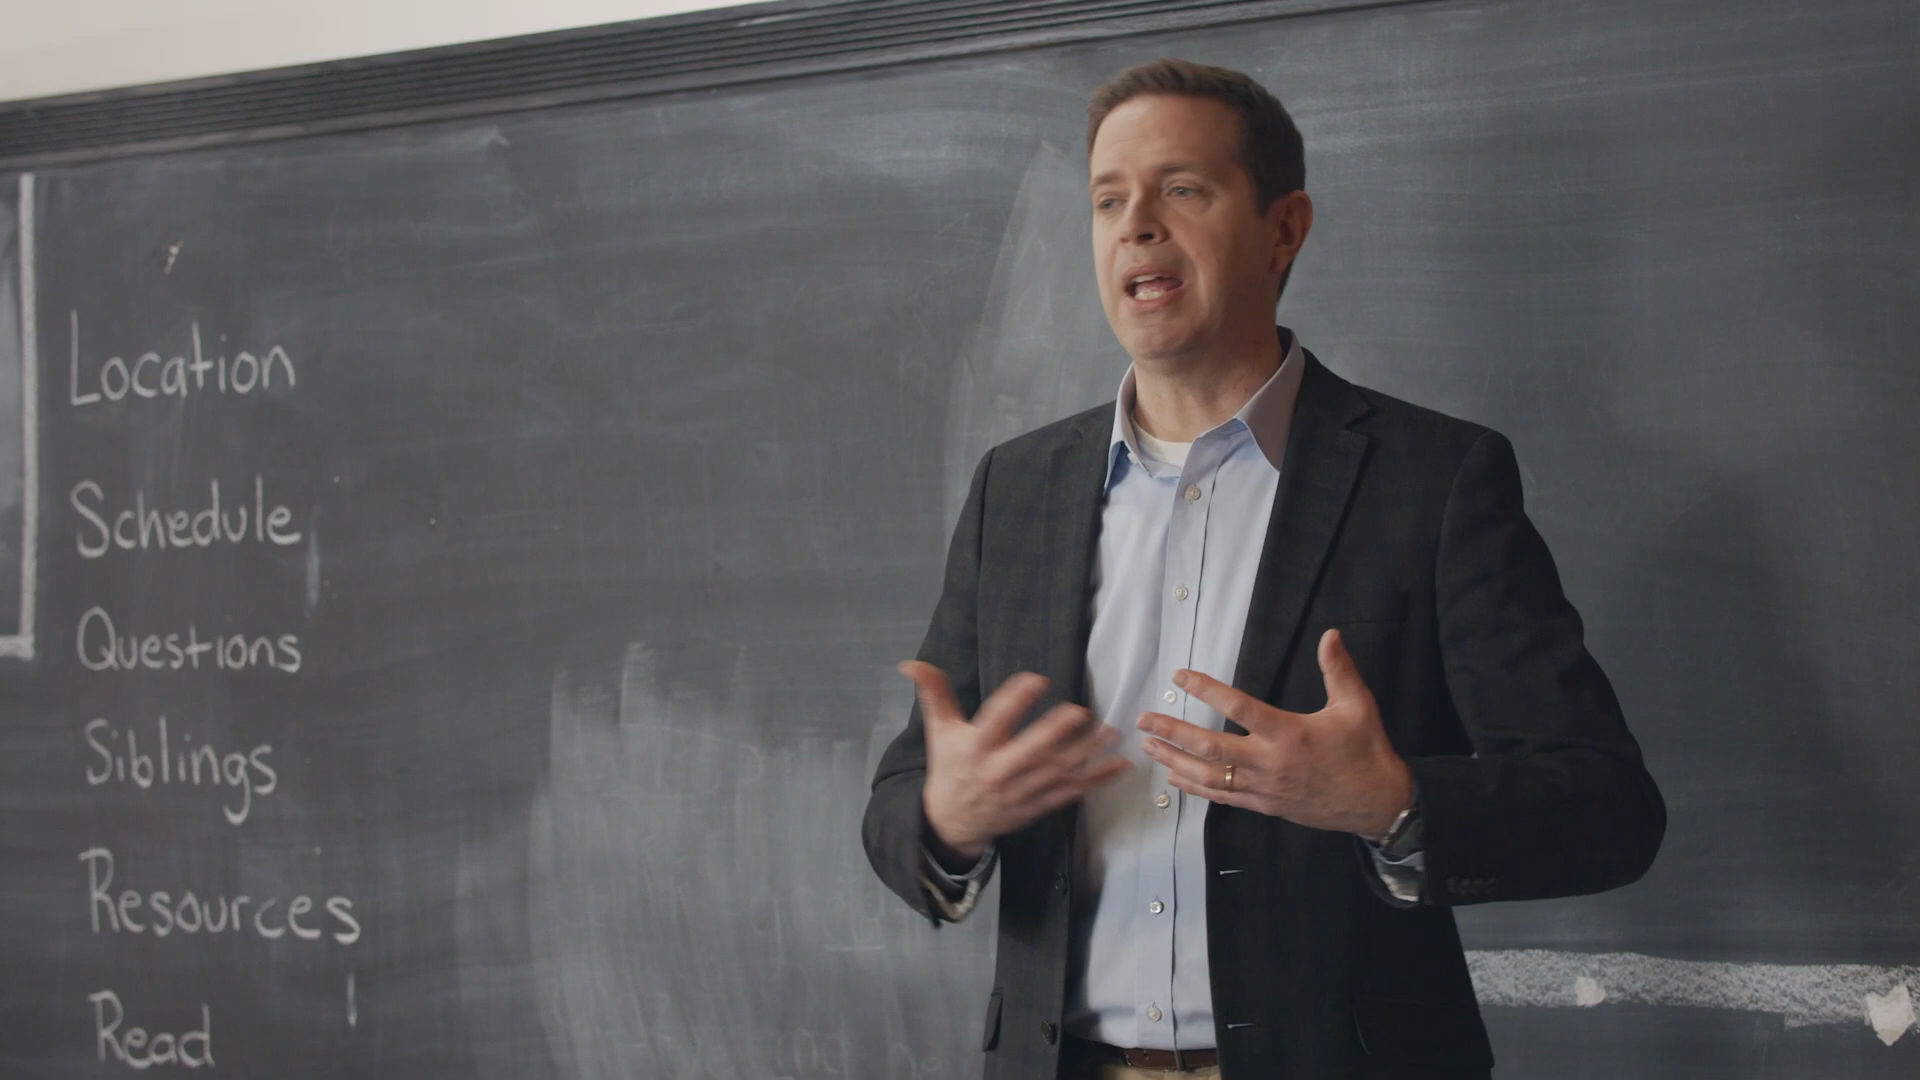 Location
Schedule
Questions
Siblings
Resources
Read